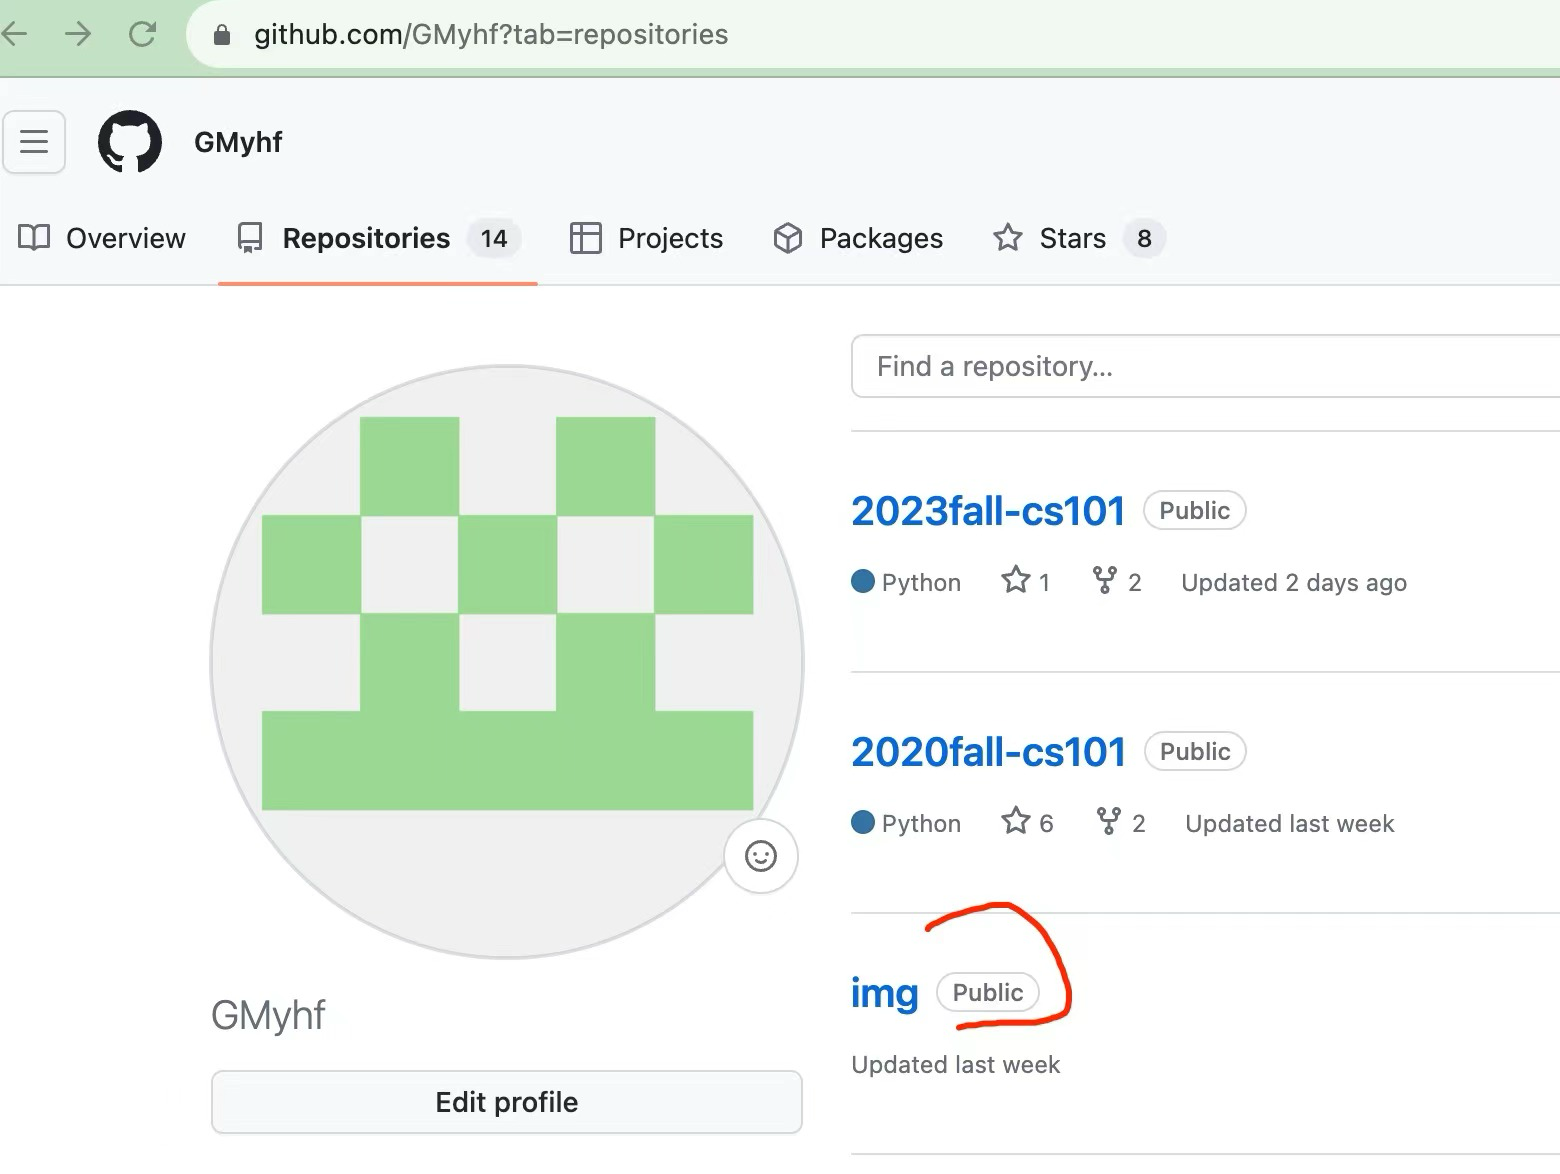 github.com/GMyhf?tab=repositories
GMyhf
Overview Repositories 14 Projects Packages Stars 8
Find a repository...
2023fall-cs101 Public
Python 1 2 Updated 2 days ago
2020fall-cs101 Public
Python 6 2 Updated last week
img Public
Updated last week
GMyhf
Edit profile